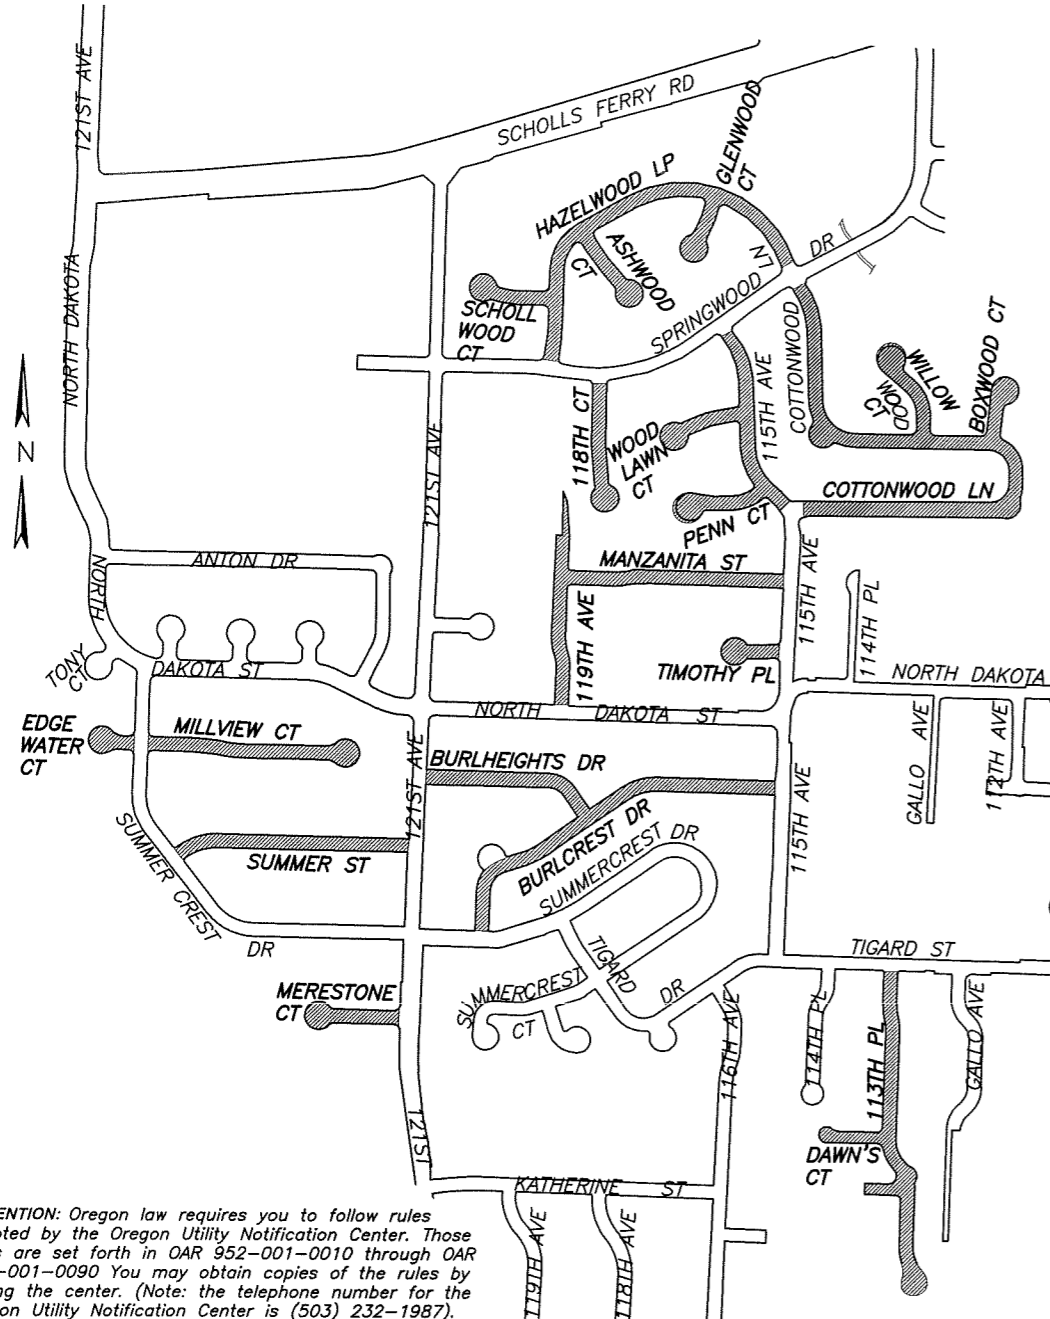 121ST AVE
SCHOLLS FERRY RD
GLENWOOD
CT
HAZELWOOD LP
ASHWOOD
CT
LN
DR
SPRINGWOOD
NORTH DAKOTA
SCHOLL
WOOD
CT
COTTONWOOD
115TH AVE
WILLOW
WOOD
CT
BOXWOOD CT
118TH CT
WOOD
LAWN
CT
121ST AVE
N
COTTONWOOD LN
PENN CT
ANTON DR
NORTH
MANZANITA ST
115TH AVE
114TH PL
119TH AVE
TONY
CT
DAKOTA ST
TIMOTHY PL
NORTH DAKOTA
NORTH DAKOTA ST
EDGE
WATER
CT
MILLVIEW CT
GALLO AVE
112TH AVE
121ST AVE
BURLHEIGHTS DR
115TH AVE
BURLCREST DR
SUMMERCREST DR
SUMMER ST
SUMMER CREST
DR
TIGARD
DR
TIGARD ST
MERESTONE
CT
SUMMERCREST
CT
116TH AVE
114TH PL
113TH PL
GALLO AVE
121ST
DAWN'S
CT
KATHERINE ST
119TH AVE
118TH AVE
ENTION: Oregon law requires you to follow rules
pted by the Oregon Utility Notification Center. Those
are set forth in OAR 952-001-0010 through OAR
-001-0090 You may obtain copies of the rules by
ng the center. (Note: the telephone number for the
on Utility Notification Center is (503) 232-1987).